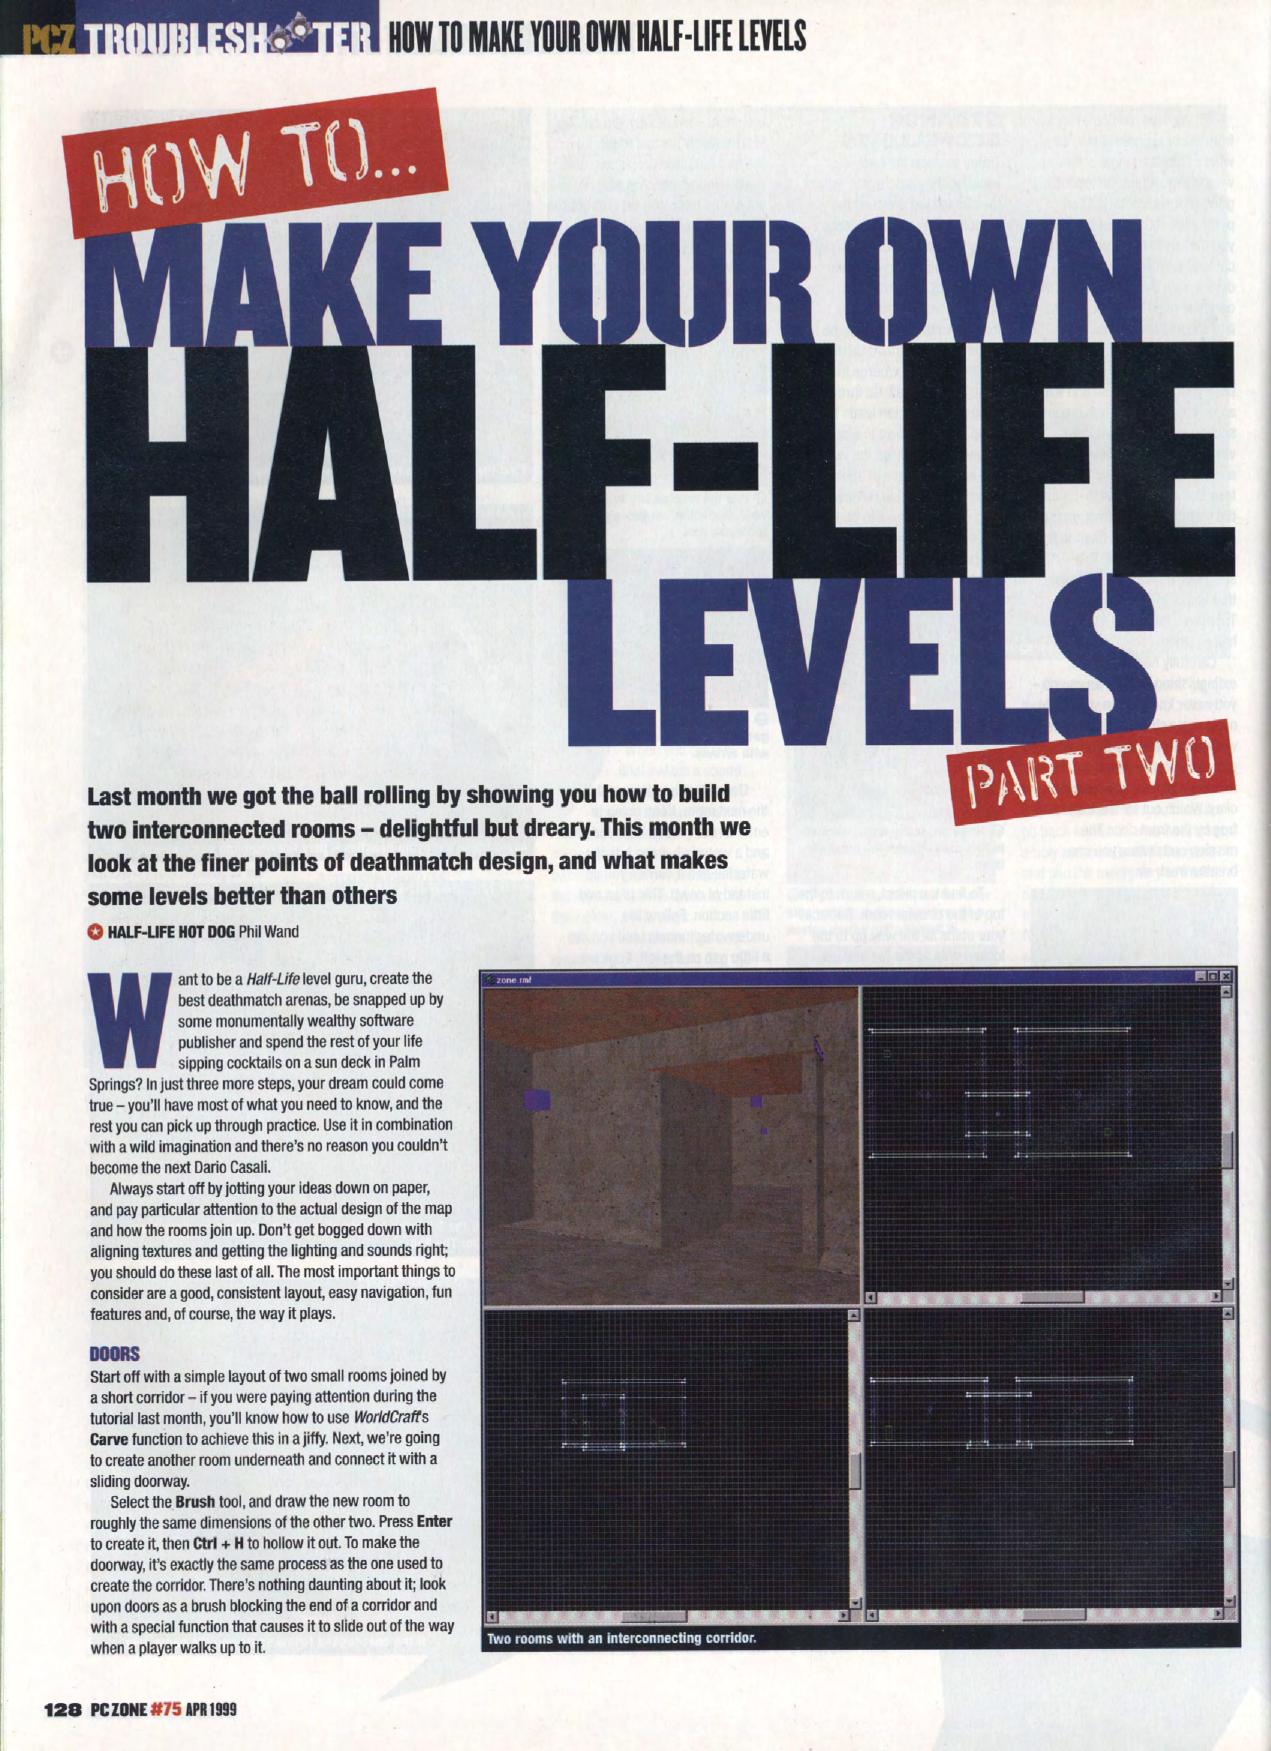 PCZ TROUBLESHOOTER HOW TO MAKE YOUR OWN HALF-LIFE LEVELS
HOW TO...
MAKE YOUR OWN
HALF-LIFE
LEVELS
PART TWO
Last month we got the ball rolling by showing you how to build
two interconnected rooms – delightful but dreary. This month we
look at the finer points of deathmatch design, and what makes
some levels better than others
HALF-LIFE HOT DOG Phil Wand
Want to be a Half-Life level guru, create the
best deathmatch arenas, be snapped up by
some monumentally wealthy software
publisher and spend the rest of your life
sipping cocktails on a sun deck in Palm
Springs? In just three more steps, your dream could come
true – you'll have most of what you need to know, and the
rest you can pick up through practice. Use it in combination
with a wild imagination and there's no reason you couldn't
become the next Dario Casali.
Always start off by jotting your ideas down on paper,
and pay particular attention to the actual design of the map
and how the rooms join up. Don't get bogged down with
aligning textures and getting the lighting and sounds right;
you should do these last of all. The most important things to
consider are a good, consistent layout, easy navigation, fun
features and, of course, the way it plays.
DOORS
Start off with a simple layout of two small rooms joined by
a short corridor – if you were paying attention during the
tutorial last month, you'll know how to use WorldCraft's
Carve function to achieve this in a jiffy. Next, we're going
to create another room underneath and connect it with a
sliding doorway.
Select the Brush tool, and draw the new room to
roughly the same dimensions of the other two. Press Enter
to create it, then Ctrl + H to hollow it out. To make the
doorway, it's exactly the same process as the one used to
create the corridor. There's nothing daunting about it; look
upon doors as a brush blocking the end of a corridor and
with a special function that causes it to slide out of the way
when a player walks up to it.
zone.rmf
Two rooms with an interconnecting corridor.
128 PC ZONE #75 APR 1999